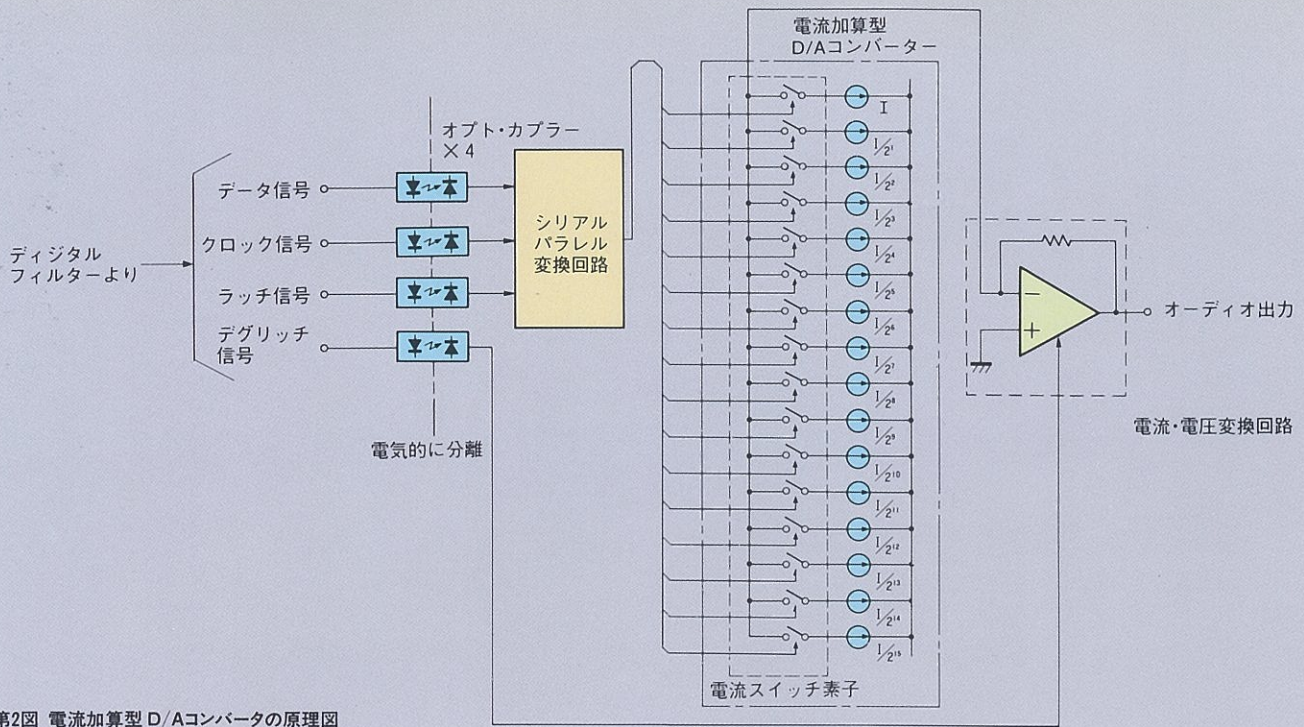 電流加算型
D/Aコンバーター
オプト・カプラー
×4
データ信号
クロック信号
ラッチ信号
デグリッチ
信号
ディジタル
フィルターより
シリアル
パラレル
変換回路
電気的に分離
I
I/2¹
I/2²
I/2³
I/2⁴
I/2⁵
I/2⁶
I/2⁷
I/2⁸
I/2⁹
I/2¹⁰
I/2¹¹
I/2¹²
I/2¹³
I/2¹⁴
I/2¹⁵
電流スイッチ素子
−
+
オーディオ出力
電流・電圧変換回路
第2図 電流加算型 D/Aコンバータの原理図